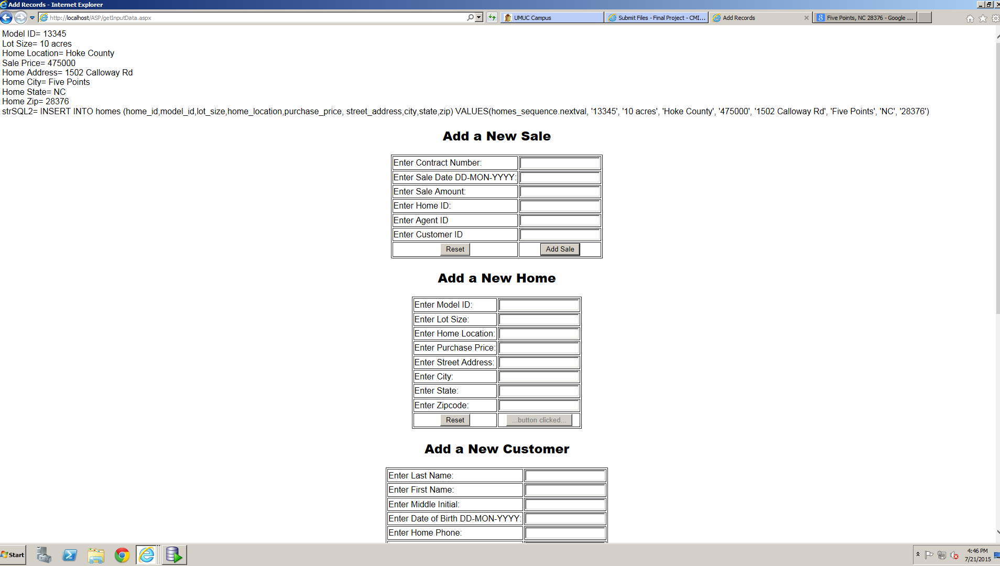 Add Records - Internet Explorer
http://localhost/ASP/getInputData.aspx
UMUC Campus
Submit Files - Final Project - CMI...
Add Records
Five Points, NC 28376 - Google ...
Model ID= 13345
Lot Size= 10 acres
Home Location= Hoke County
Sale Price= 475000
Home Address= 1502 Calloway Rd
Home City= Five Points
Home State= NC
Home Zip= 28376
strSQL2= INSERT INTO homes (home_id,model_id,lot_size,home_location,purchase_price, street_address,city,state,zip) VALUES(homes_sequence.nextval, '13345', '10 acres', 'Hoke County', '475000', '1502 Calloway Rd', 'Five Points', 'NC', '28376')
Add a New Sale
Enter Contract Number:
Enter Sale Date DD-MON-YYYY:
Enter Sale Amount:
Enter Home ID:
Enter Agent ID
Enter Customer ID
Reset Add Sale
Add a New Home
Enter Model ID:
Enter Lot Size:
Enter Home Location:
Enter Purchase Price:
Enter Street Address:
Enter City:
Enter State:
Enter Zipcode:
Reset ...button clicked...
Add a New Customer
Enter Last Name:
Enter First Name:
Enter Middle Initial:
Enter Date of Birth DD-MON-YYYY:
Enter Home Phone:
Start
4:46 PM
7/21/2015